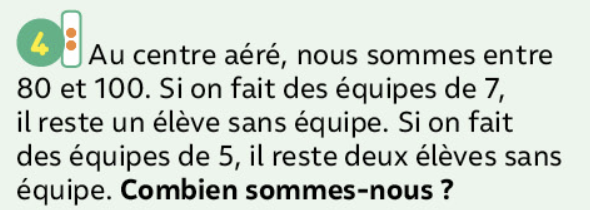 4 Au centre aéré, nous sommes entre
80 et 100. Si on fait des équipes de 7,
il reste un élève sans équipe. Si on fait
des équipes de 5, il reste deux élèves sans
équipe. Combien sommes-nous ?